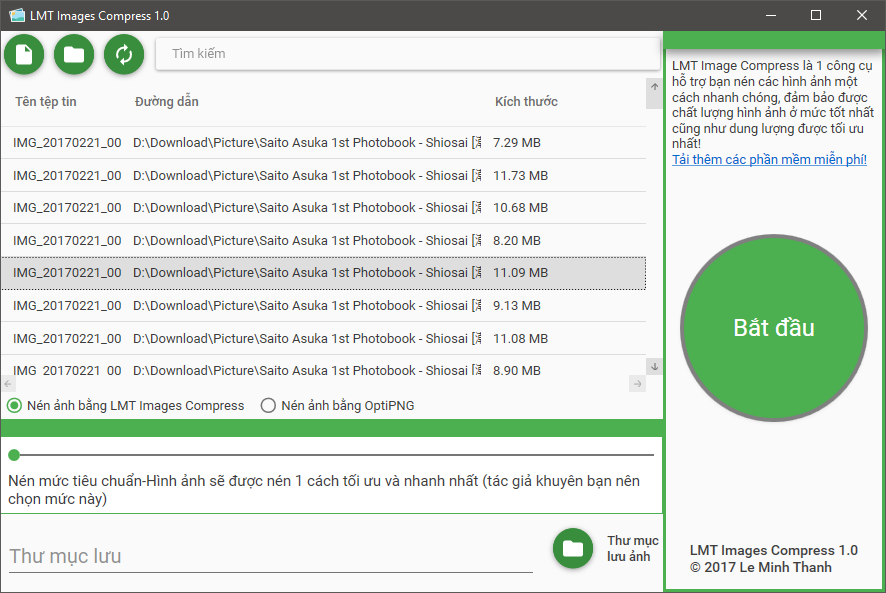 LMT Images Compress 1.0
Tìm kiếm
Tên tệp tin Đường dẫn Kích thước
IMG_20170221_00 D:\Download\Picture\Saito Asuka 1st Photobook - Shiosai [ 7.29 MB
IMG_20170221_00 D:\Download\Picture\Saito Asuka 1st Photobook - Shiosai [ 11.73 MB
IMG_20170221_00 D:\Download\Picture\Saito Asuka 1st Photobook - Shiosai [ 10.68 MB
IMG_20170221_00 D:\Download\Picture\Saito Asuka 1st Photobook - Shiosai [ 8.20 MB
IMG_20170221_00 D:\Download\Picture\Saito Asuka 1st Photobook - Shiosai [ 11.09 MB
IMG_20170221_00 D:\Download\Picture\Saito Asuka 1st Photobook - Shiosai [ 9.13 MB
IMG_20170221_00 D:\Download\Picture\Saito Asuka 1st Photobook - Shiosai [ 11.08 MB
IMG_20170221_00 D:\Download\Picture\Saito Asuka 1st Photobook - Shiosai [ 8.90 MB
Nén ảnh bằng LMT Images Compress Nén ảnh bằng OptiPNG
Nén mức tiêu chuẩn-Hình ảnh sẽ được nén 1 cách tối ưu và nhanh nhất (tác giả khuyên bạn nên
chọn mức này)
Thư mục lưu
Thư mục
lưu ảnh
LMT Image Compress là 1 công cụ
hỗ trợ bạn nén các hình ảnh một
cách nhanh chóng, đảm bảo được
chất lượng hình ảnh ở mức tốt nhất
cũng như dung lượng được tối ưu
nhất!
Tải thêm các phần mềm miễn phí!
Bắt đầu
LMT Images Compress 1.0
© 2017 Le Minh Thanh